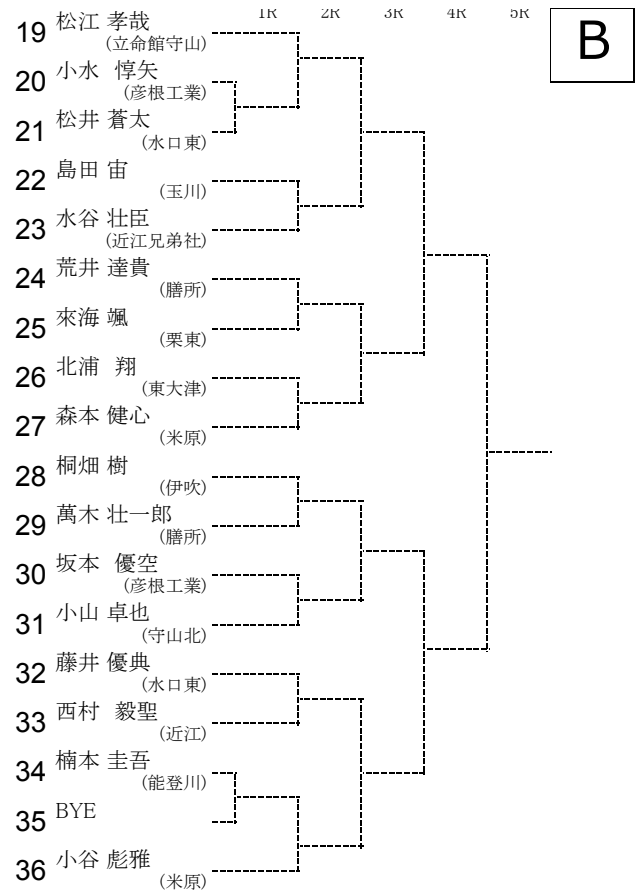 1R 2R 3R 4R 5R
B
19 松江 孝哉
(立命館守山)
20 小水 惇矢
(彦根工業)
21 松井 蒼太
(水口東)
22 島田 宙
(玉川)
23 水谷 壮臣
(近江兄弟社)
24 荒井 達貴
(膳所)
25 來海 颯
(栗東)
26 北浦 翔
(東大津)
27 森本 健心
(米原)
28 桐畑 樹
(伊吹)
29 萬木 壮一郎
(膳所)
30 坂本 優空
(彦根工業)
31 小山 卓也
(守山北)
32 藤井 優典
(水口東)
33 西村 毅聖
(近江)
34 楠本 圭吾
(能登川)
35 BYE
36 小谷 彪雅
(米原)